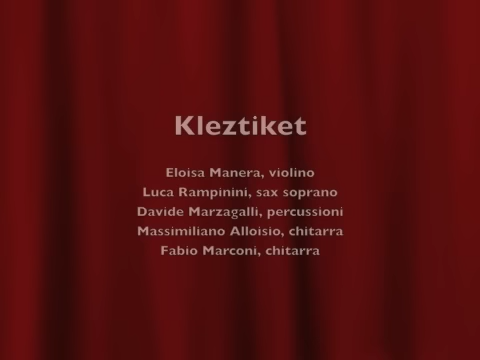 Kleztiket
Eloisa Manera, violino
Luca Rampinini, sax soprano
Davide Marzagalli, percussioni
Massimiliano Alloisio, chitarra
Fabio Marconi, chitarra